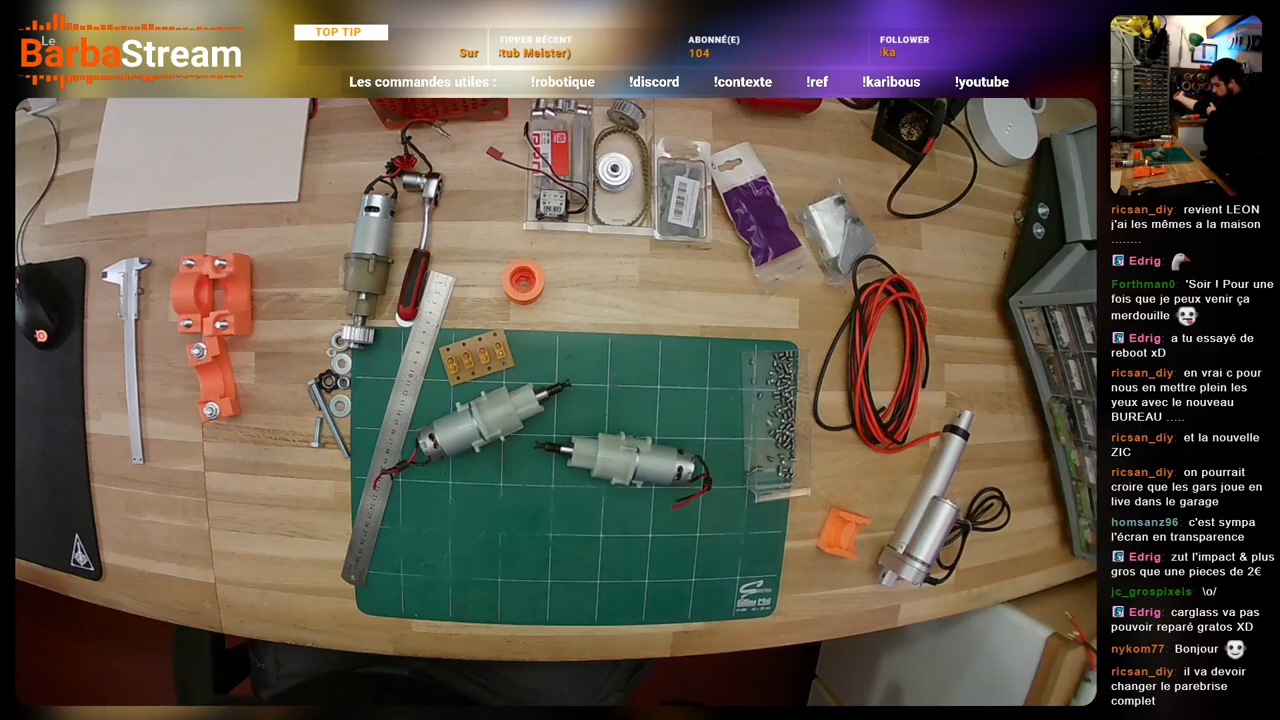 Le
BarbaStream
TOP TIP
Sur
TIPPER RÉCENT
tub Meister)
ABONNÉ(E)
104
FOLLOWER
ika
Les commandes utiles : !robotique !discord !contexte !ref !karibous !youtube
ricsan_diy: revient LEON
j'ai les mêmes a la maison
........
Edrig:
Forthman0: 'Soir ! Pour une
fois que je peux venir ça
merdouille
Edrig: a tu essayé de
reboot xD
ricsan_diy: en vrai c pour
nous en mettre plein les
yeux avec le nouveau
BUREAU .....
ricsan_diy: et la nouvelle
ZIC
ricsan_diy: on pourrait
croire que les gars joue en
live dans le garage
homsanz96: c'est sympa
l'écran en transparence
Edrig: zut l'impact & plus
gros que une pieces de 2€
jc_grospixels: \o/
Edrig: carglass va pas
pouvoir reparé gratos XD
nykom77: Bonjour
ricsan_diy: il va devoir
changer le parebrise
complet